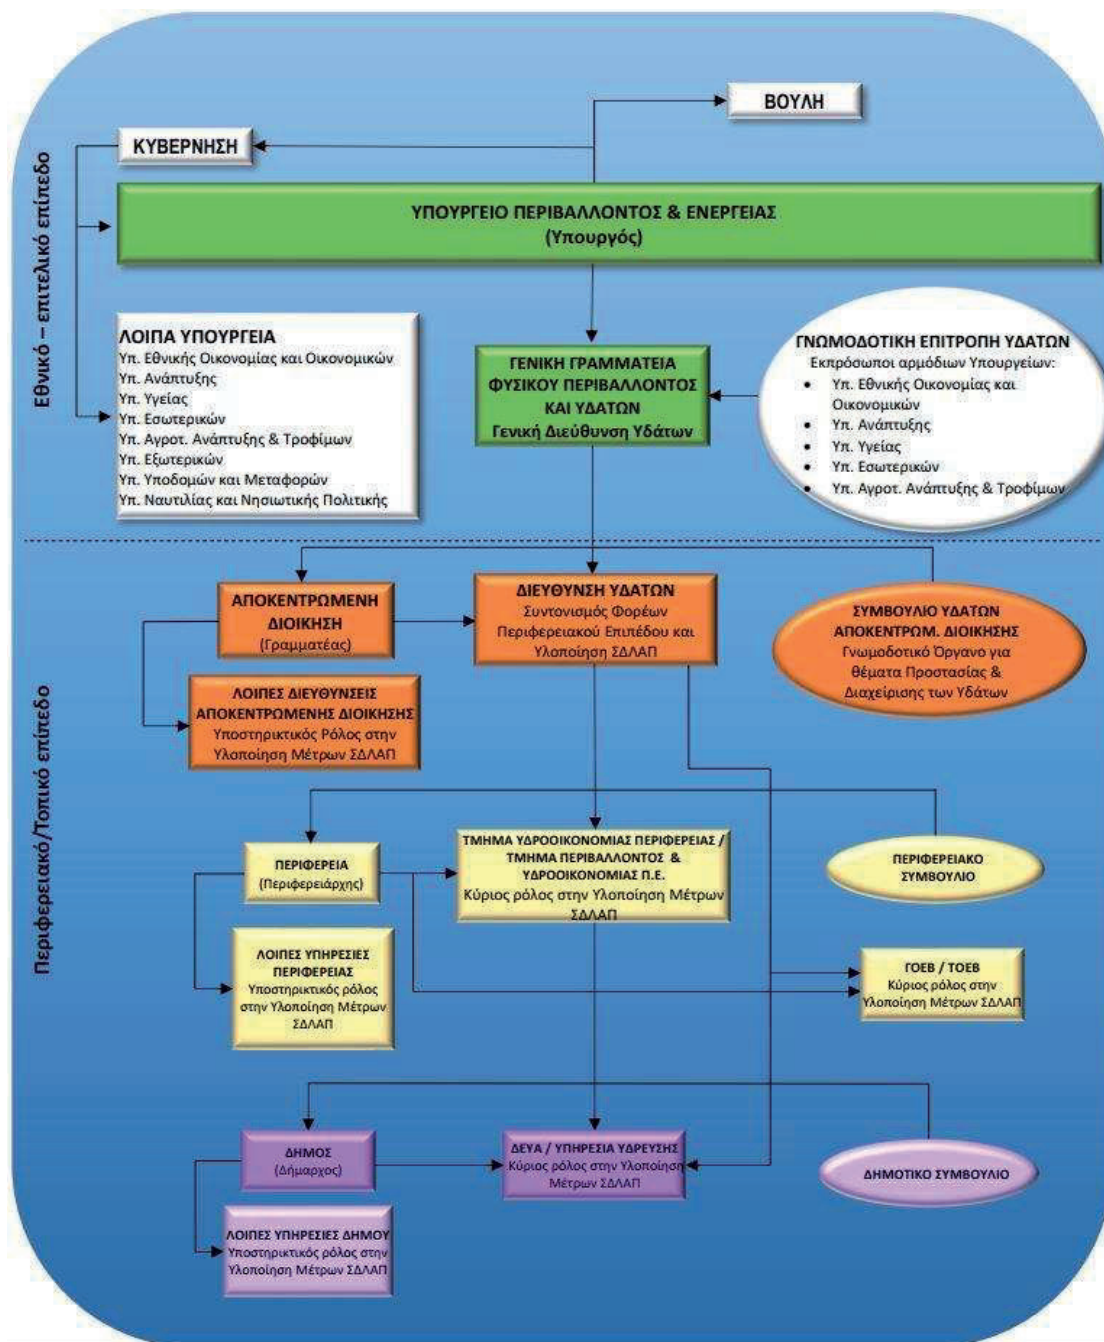 ΒΟΥΛΗ
ΚΥΒΕΡΝΗΣΗ
Εθνικό – επιτελικό επίπεδο
ΥΠΟΥΡΓΕΙΟ ΠΕΡΙΒΑΛΛΟΝΤΟΣ & ΕΝΕΡΓΕΙΑΣ
(Υπουργός)
ΛΟΙΠΑ ΥΠΟΥΡΓΕΙΑ
Υπ. Εθνικής Οικονομίας και Οικονομικών
Υπ. Ανάπτυξης
Υπ. Υγείας
Υπ. Εσωτερικών
Υπ. Αγροτ. Ανάπτυξης & Τροφίμων
Υπ. Εξωτερικών
Υπ. Υποδομών και Μεταφορών
Υπ. Ναυτιλίας και Νησιωτικής Πολιτικής
ΓΕΝΙΚΗ ΓΡΑΜΜΑΤΕΙΑ
ΦΥΣΙΚΟΥ ΠΕΡΙΒΑΛΛΟΝΤΟΣ
ΚΑΙ ΥΔΑΤΩΝ
Γενική Διεύθυνση Υδάτων
ΓΝΩΜΟΔΟΤΙΚΗ ΕΠΙΤΡΟΠΗ ΥΔΑΤΩΝ
Εκπρόσωποι αρμόδιων Υπουργείων:
• Υπ. Εθνικής Οικονομίας και
Οικονομικών
• Υπ. Ανάπτυξης
• Υπ. Υγείας
• Υπ. Εσωτερικών
• Υπ. Αγροτ. Ανάπτυξης & Τροφίμων
Περιφερειακό/Τοπικό επίπεδο
ΑΠΟΚΕΝΤΡΩΜΕΝΗ
ΔΙΟΙΚΗΣΗ
(Γραμματέας)
ΔΙΕΥΘΥΝΣΗ ΥΔΑΤΩΝ
Συντονισμός Φορέων
Περιφερειακού Επιπέδου και
Υλοποίηση ΣΔΛΑΠ
ΣΥΜΒΟΥΛΙΟ ΥΔΑΤΩΝ
ΑΠΟΚΕΝΤΡΩΜ. ΔΙΟΙΚΗΣΗΣ
Γνωμοδοτικό Όργανο για
θέματα Προστασίας &
Διαχείρισης των Υδάτων
ΛΟΙΠΕΣ ΔΙΕΥΘΥΝΣΕΙΣ
ΑΠΟΚΕΝΤΡΩΜΕΝΗΣ ΔΙΟΙΚΗΣΗΣ
Υποστηρικτικός Ρόλος στην
Υλοποίηση Μέτρων ΣΔΛΑΠ
ΠΕΡΙΦΕΡΕΙΑ
(Περιφερειάρχης)
ΤΜΗΜΑ ΥΔΡΟΟΙΚΟΝΟΜΙΑΣ ΠΕΡΙΦΕΡΕΙΑΣ /
ΤΜΗΜΑ ΠΕΡΙΒΑΛΛΟΝΤΟΣ &
ΥΔΡΟΟΙΚΟΝΟΜΙΑΣ Π.Ε.
Κύριος ρόλος στην Υλοποίηση Μέτρων
ΣΔΛΑΠ
ΠΕΡΙΦΕΡΕΙΑΚΟ
ΣΥΜΒΟΥΛΙΟ
ΛΟΙΠΕΣ ΥΠΗΡΕΣΙΕΣ
ΠΕΡΙΦΕΡΕΙΑΣ
Υποστηρικτικός ρόλος
στην Υλοποίηση Μέτρων
ΣΔΛΑΠ
ΓΟΕΒ / ΤΟΕΒ
Κύριος ρόλος στην
Υλοποίηση Μέτρων ΣΔΛΑΠ
ΔΗΜΟΣ
(Δήμαρχος)
ΔΕΥΑ / ΥΠΗΡΕΣΙΑ ΥΔΡΕΥΣΗΣ
Κύριος ρόλος στην Υλοποίηση
Μέτρων ΣΔΛΑΠ
ΔΗΜΟΤΙΚΟ ΣΥΜΒΟΥΛΙΟ
ΛΟΙΠΕΣ ΥΠΗΡΕΣΙΕΣ ΔΗΜΟΥ
Υποστηρικτικός ρόλος στην
Υλοποίηση Μέτρων ΣΔΛΑΠ